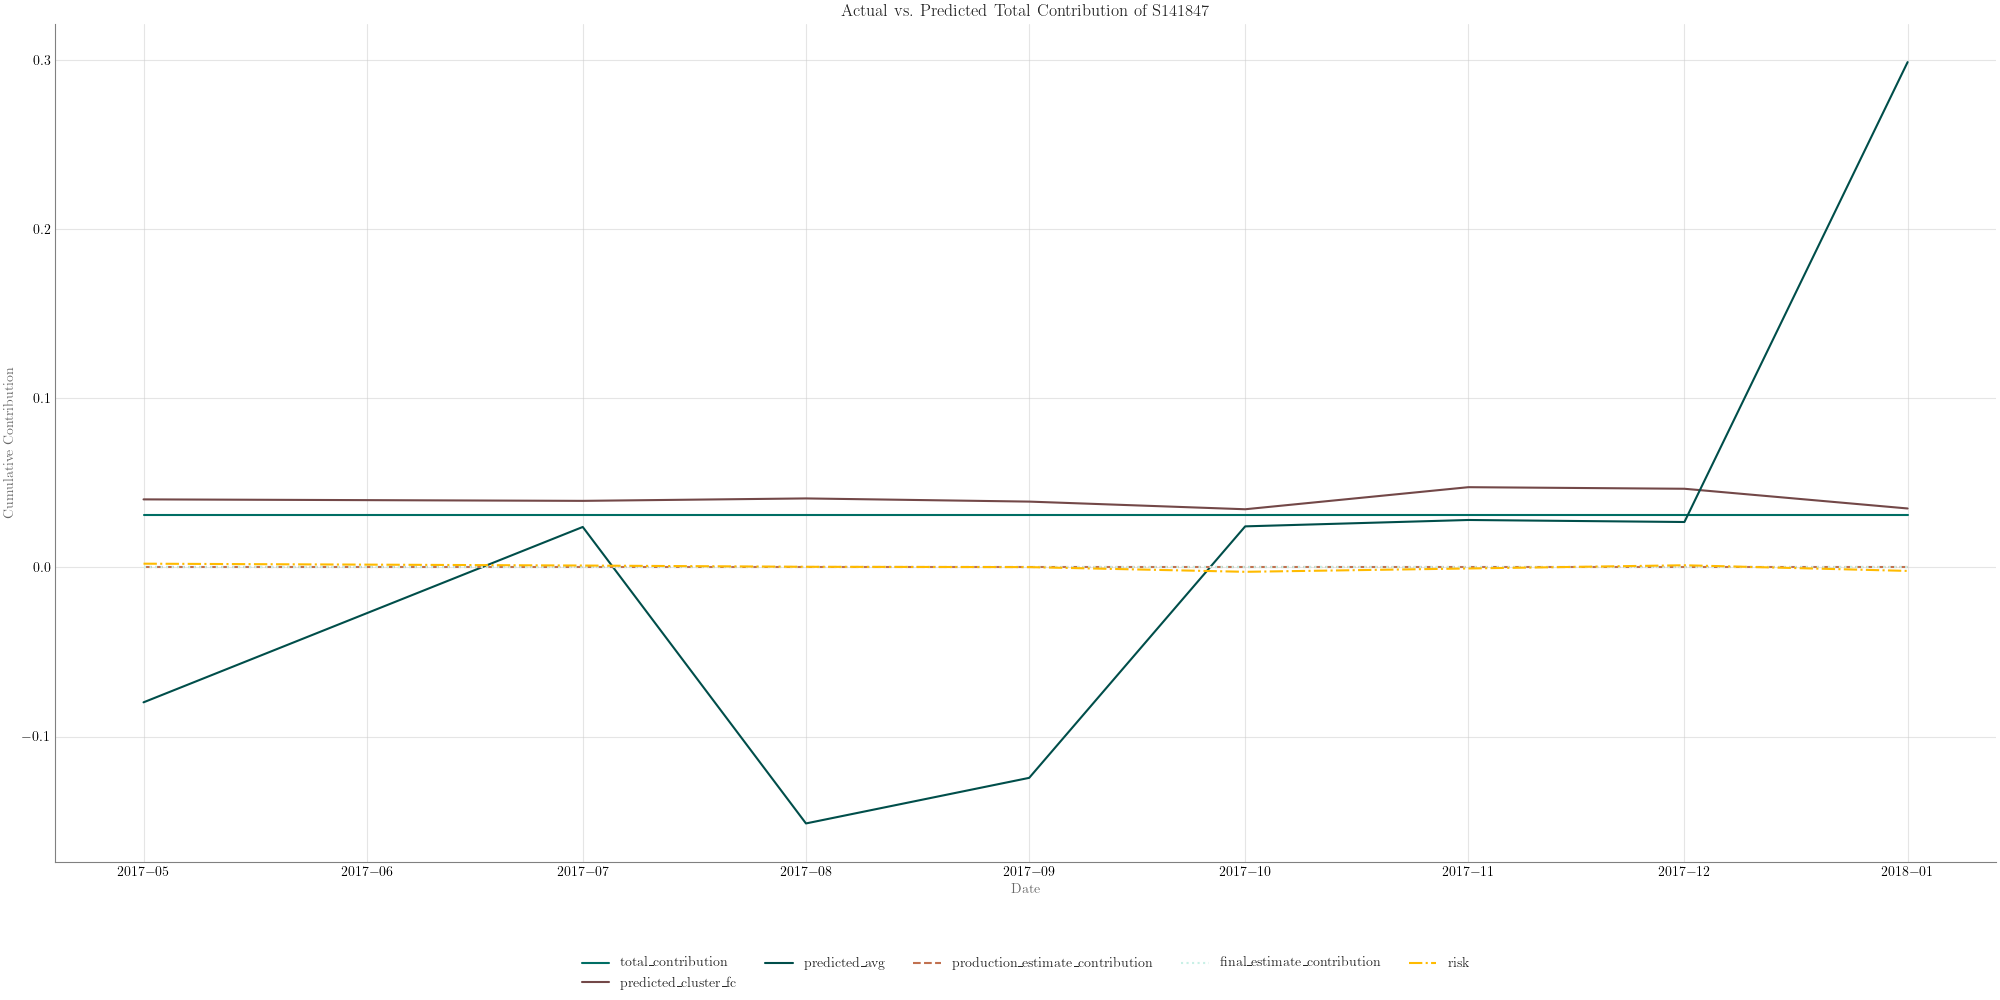 Actual vs. Predicted Total Contribution of S141847
Cumulative Contribution
0.3
0.2
0.1
0.0
−0.1
2017−05 2017−06 2017−07 2017−08 2017−09 2017−10 2017−11 2017−12 2018−01
Date
total_contribution predicted_avg production_estimate_contribution final_estimate_contribution risk
predicted_cluster_fc